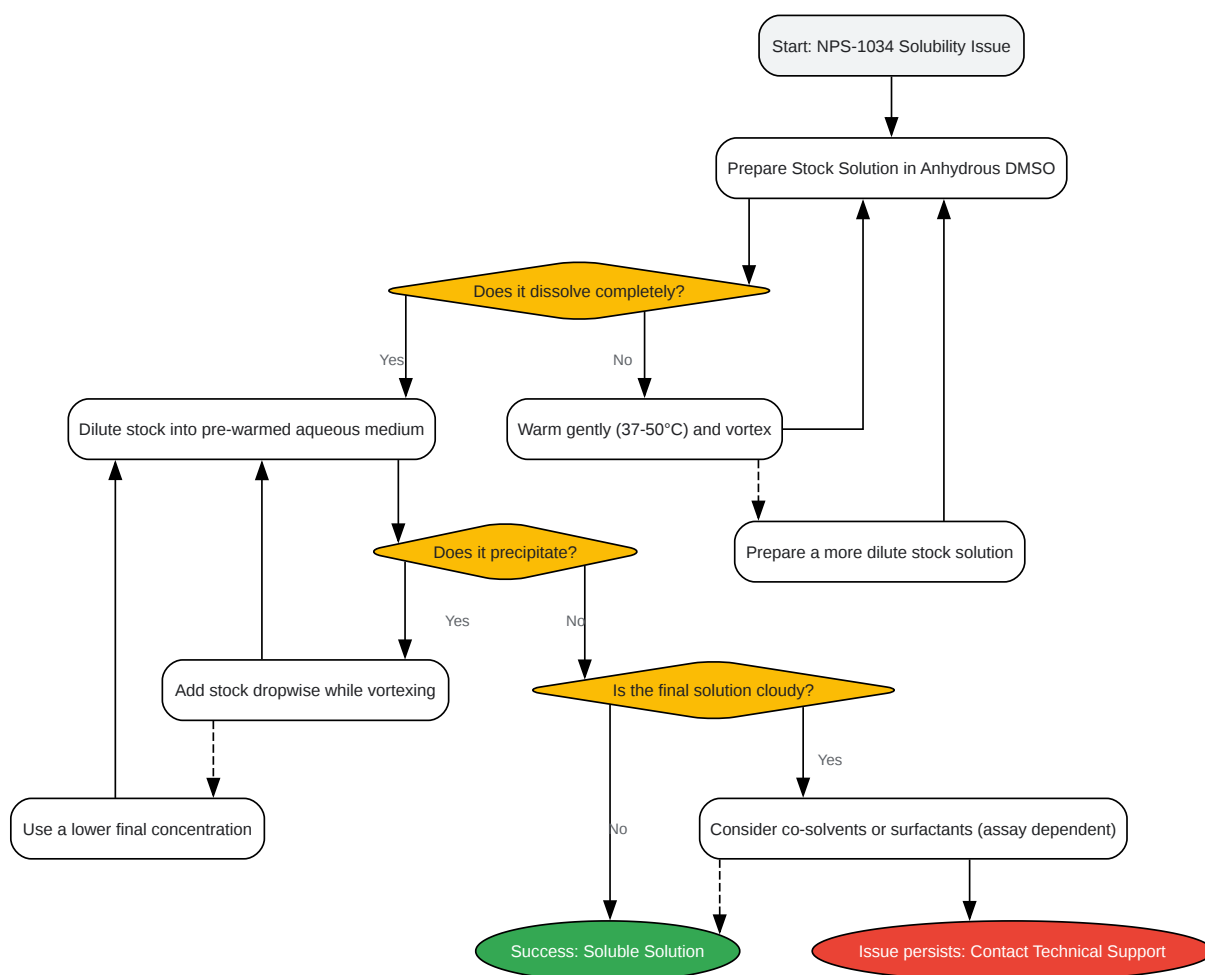 Start: NPS-1034 Solubility Issue
Prepare Stock Solution in Anhydrous DMSO
Does it dissolve completely?
Yes
No
Dilute stock into pre-warmed aqueous medium
Warm gently (37-50°C) and vortex
Does it precipitate?
Prepare a more dilute stock solution
Yes
No
Add stock dropwise while vortexing
Is the final solution cloudy?
Yes
Use a lower final concentration
No
Consider co-solvents or surfactants (assay dependent)
Success: Soluble Solution
Issue persists: Contact Technical Support